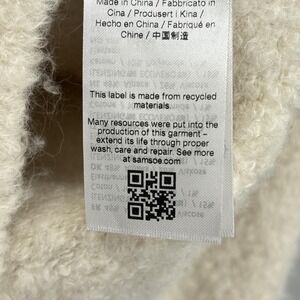 Made in China / Fabbricato in
Cina / Produsert i Kina /
Hecho en China / Fabriqué en
Chine / 中国制造
This label is made from recycled
materials.
Many resources were put into the
production of this garment –
extend its life through proper
wash, care and repair. See more
at samsoe.com